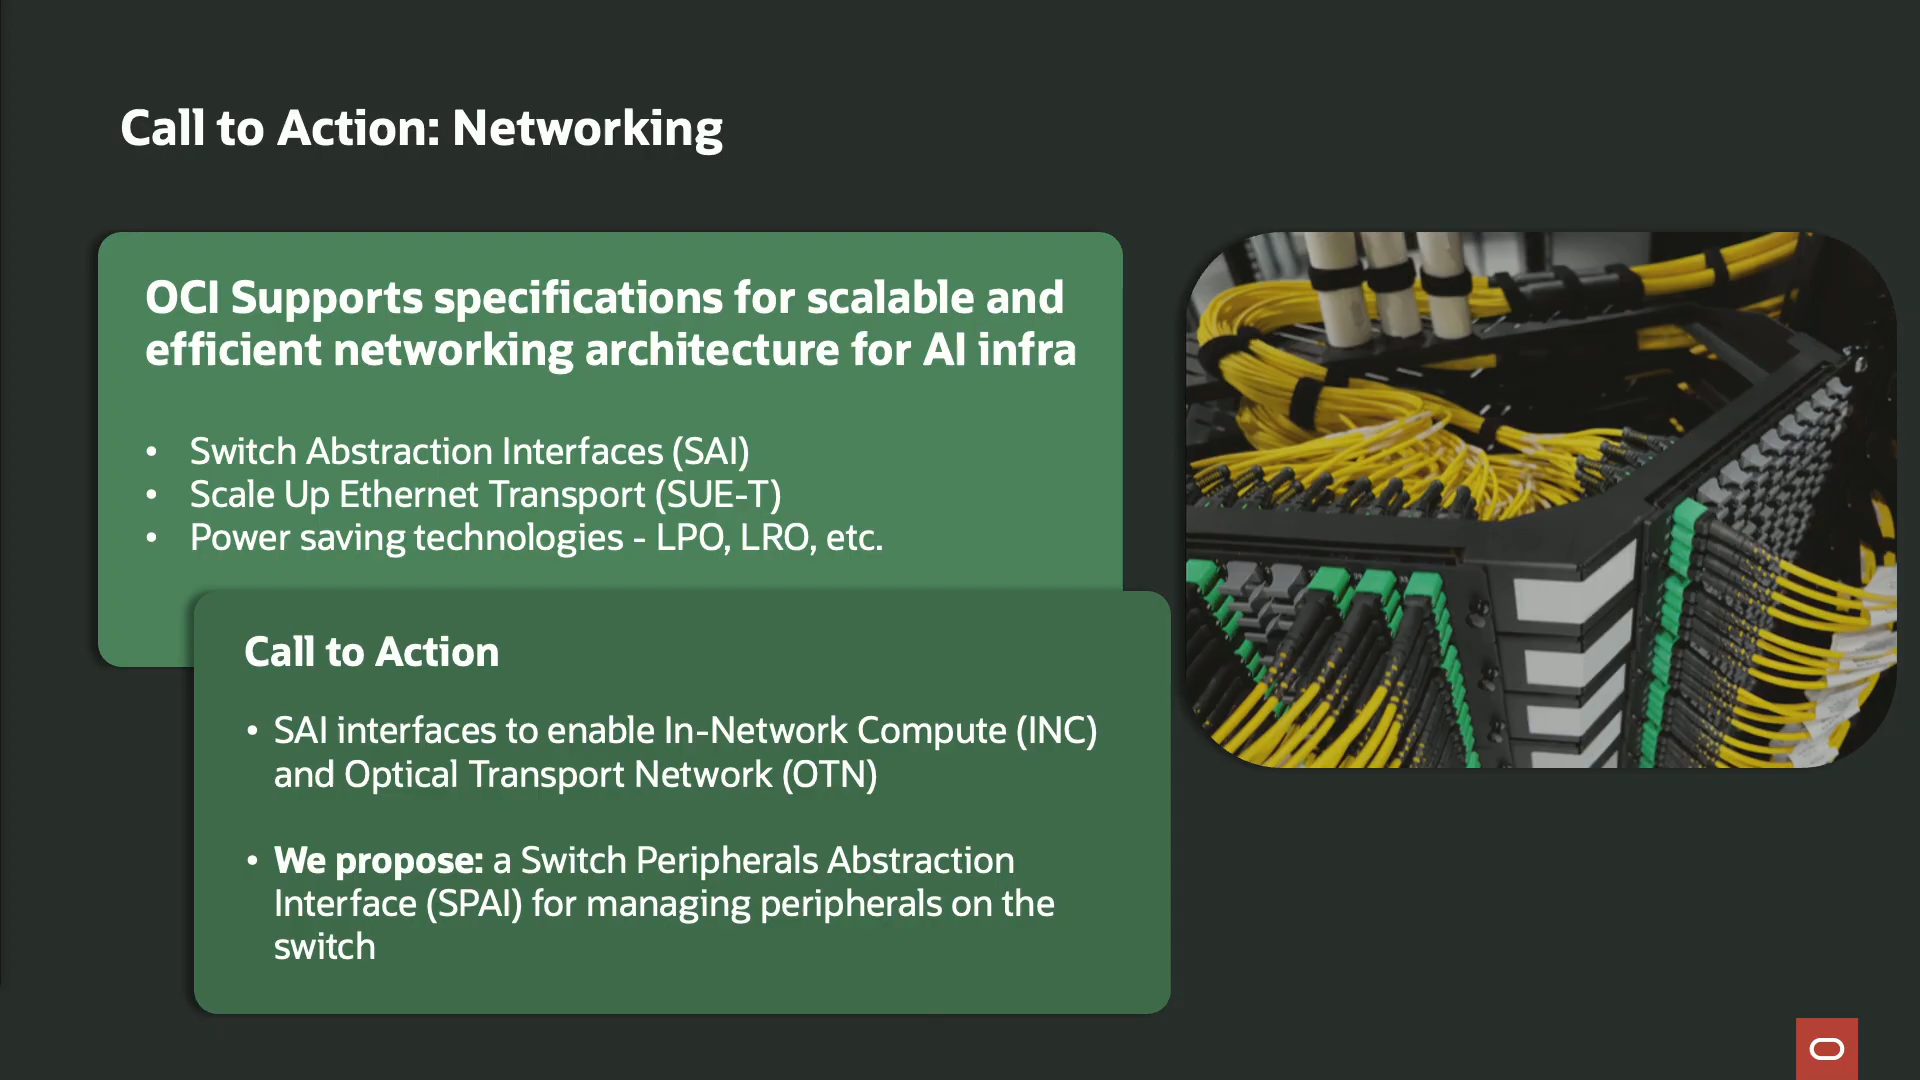 Call to Action: Networking
OCI Supports specifications for scalable and
efficient networking architecture for AI infra
• Switch Abstraction Interfaces (SAI)
• Scale Up Ethernet Transport (SUE-T)
• Power saving technologies - LPO, LRO, etc.
Call to Action
• SAI interfaces to enable In-Network Compute (INC)
and Optical Transport Network (OTN)
• We propose: a Switch Peripherals Abstraction
Interface (SPAI) for managing peripherals on the
switch